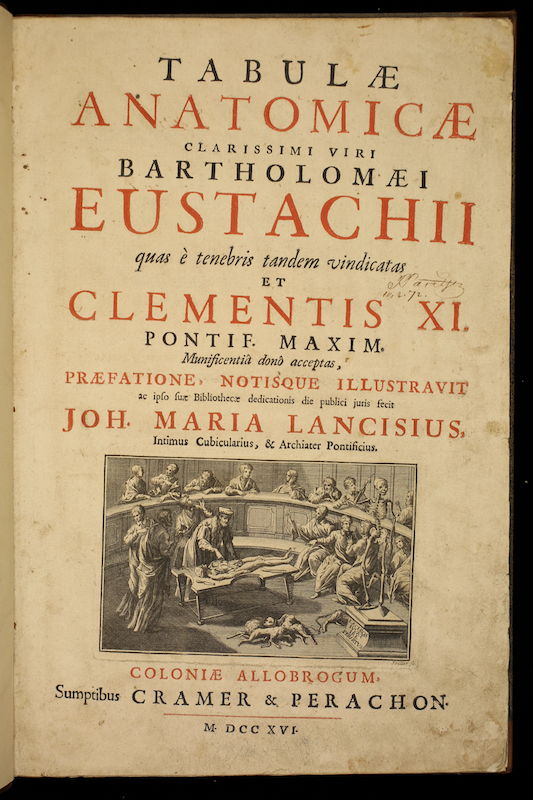 TABULÆ
ANATOMICÆ
CLARISSIMI VIRI
BARTHOLOMÆI
EUSTACHII
quas è tenebris tandem vindicatas
ET
CLEMENTIS XI.
PONTIF. MAXIM.
Munificentiâ donô acceptas,
PRÆFATIONE, NOTISQUE ILLUSTRAVIT
ac ipso suæ Bibliothecæ dedicationis die publici juris fecit
JOH. MARIA LANCISIUS,
Intimus Cubicularius, & Archiater Pontificius.
COLONIÆ ALLOBROGUM,
Sumptibus CRAMER & PERACHON.
M. DCC XVI.